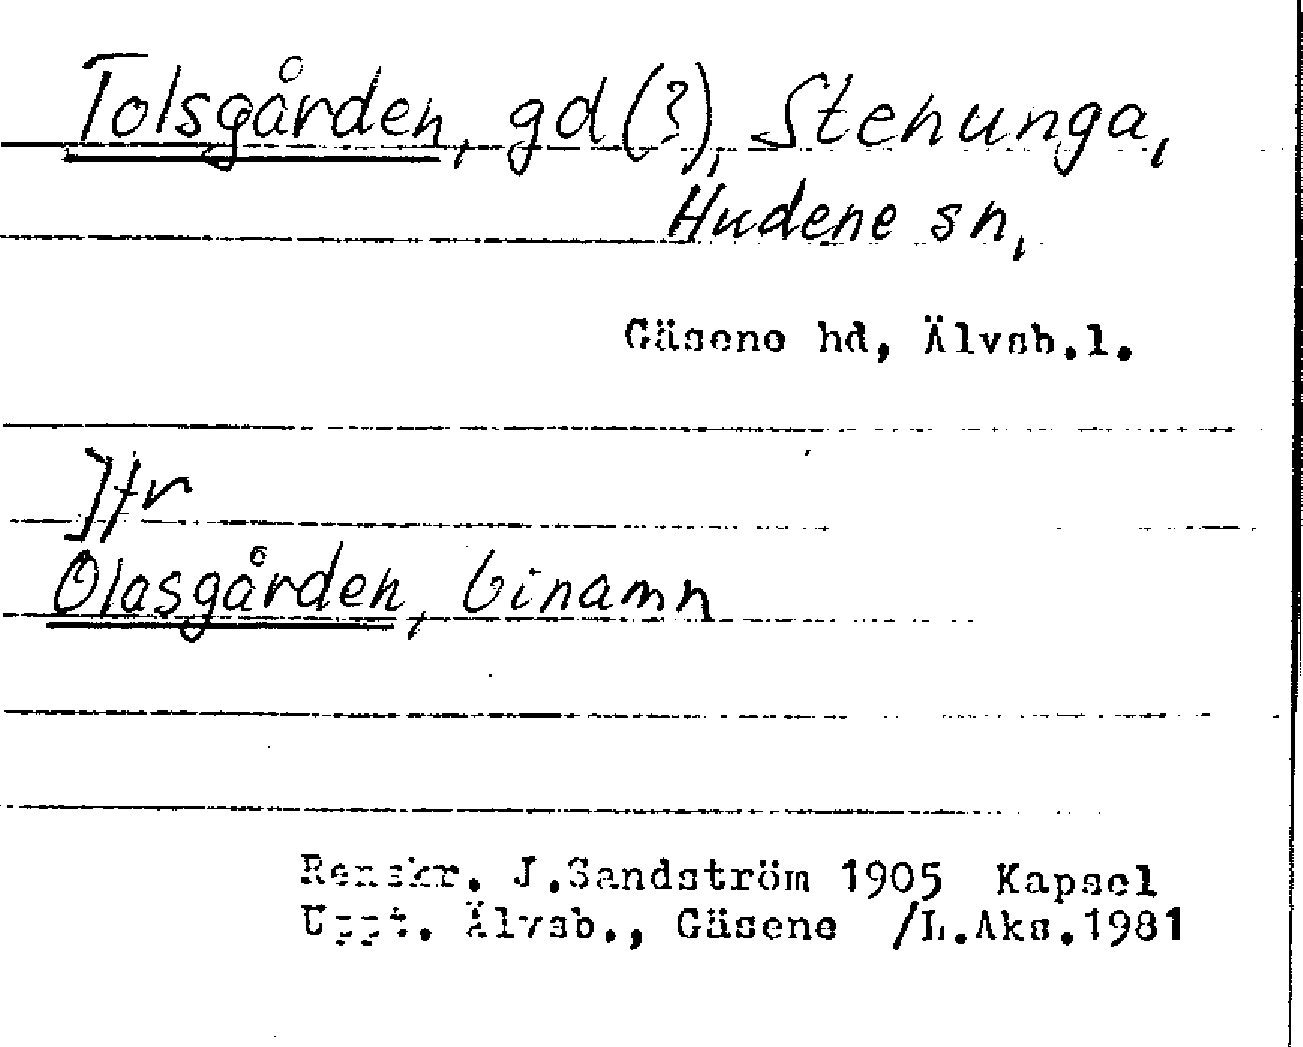 Tolsgården, gd(?), Stenunga,
Hudene sn,
Gäsene hd, Älvsb.l.
Jfr
Olasgården, binamn
Renskr. J.Sandström 1905 Kapsel
Uppt. Älvsb., Gäsene /L.Aks.1981